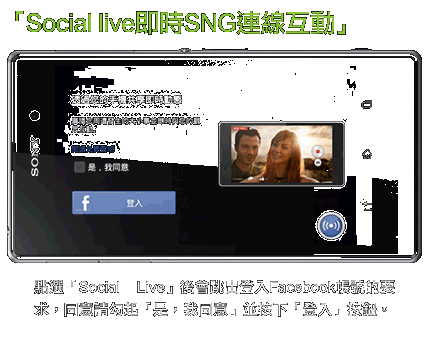 「Social live即時SNG連線互動」
SONY
是，我同意
f 登入
點選「Social Live」後會跳出登入Facebook帳號的要
求，同意請勾起「是，我同意」並按下「登入」按鈕。